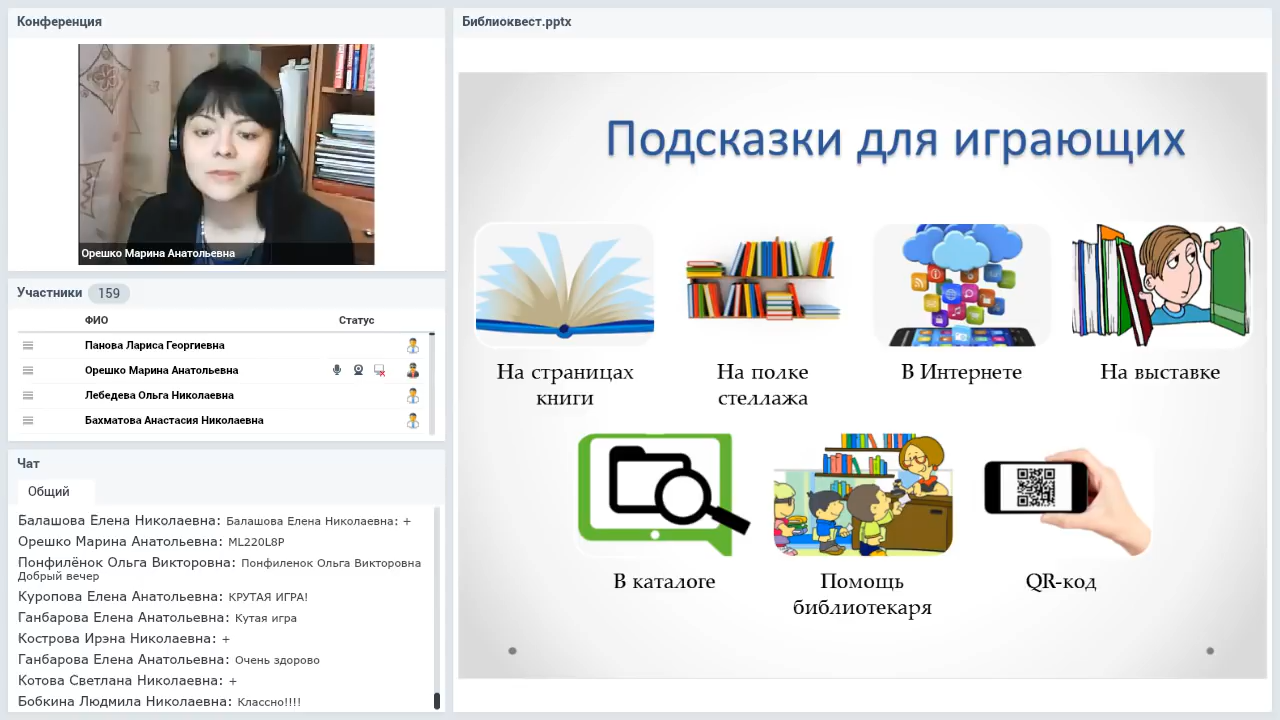 Конференция
Орешко Марина Анатольевна
Участники 159
ФИО Статус
Панова Лариса Георгиевна
Орешко Марина Анатольевна
Лебедева Ольга Николаевна
Бахматова Анастасия Николаевна
Чат
Общий
Балашова Елена Николаевна: Балашова Елена Николаевна: +
Орешко Марина Анатольевна: ML220L8P
Понфилёнок Ольга Викторовна: Понфиленок Ольга Викторовна
Добрый вечер
Куропова Елена Анатольевна: КРУТАЯ ИГРА!
Ганбарова Елена Анатольевна: Кутая игра
Кострова Ирэна Николаевна: +
Ганбарова Елена Анатольевна: Очень здорово
Котова Светлана Николаевна: +
Бобкина Людмила Николаевна: Классно!!!!
Библиоквест.pptx
Подсказки для играющих
На страницах
книги
На полке
стеллажа
В Интернете
На выставке
В каталоге
Помощь
библиотекаря
QR-код